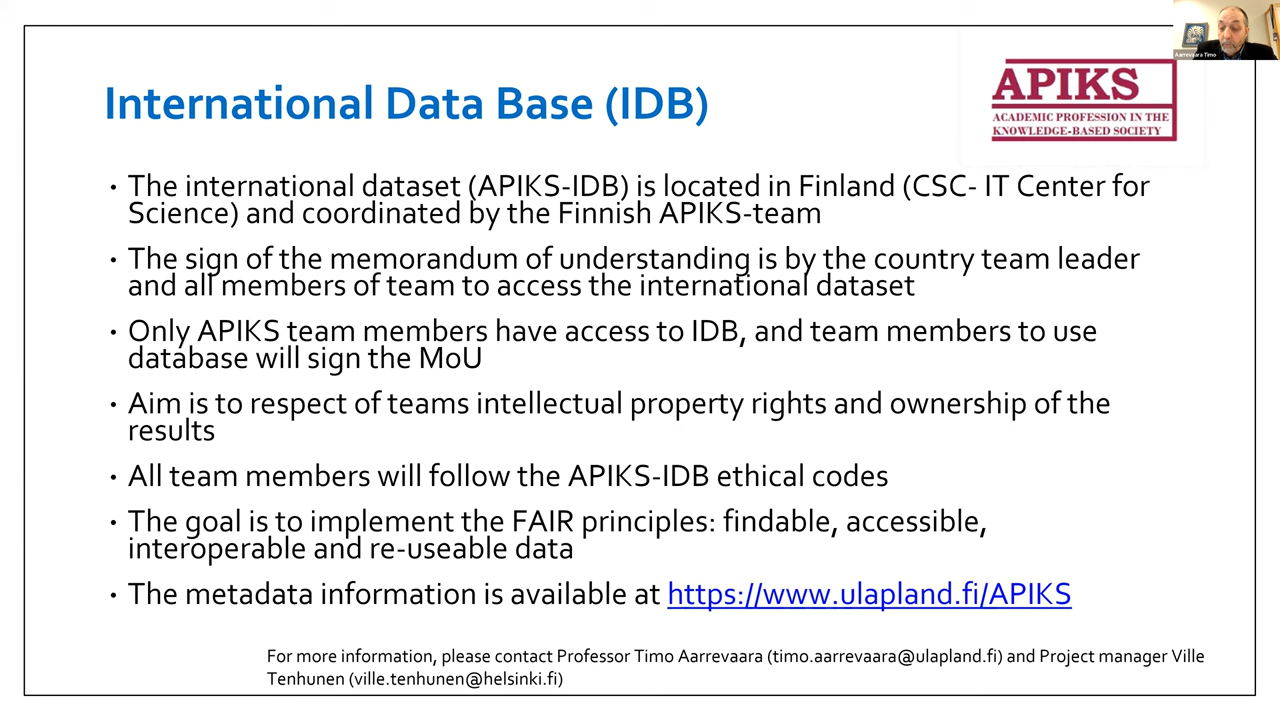 Aarrevaara Timo
International Data Base (IDB)
APIKS
ACADEMIC PROFESSION IN THE
KNOWLEDGE-BASED SOCIETY
• The international dataset (APIKS-IDB) is located in Finland (CSC- IT Center for
Science) and coordinated by the Finnish APIKS-team
• The sign of the memorandum of understanding is by the country team leader
and all members of team to access the international dataset
• Only APIKS team members have access to IDB, and team members to use
database will sign the MoU
• Aim is to respect of teams intellectual property rights and ownership of the
results
• All team members will follow the APIKS-IDB ethical codes
• The goal is to implement the FAIR principles: findable, accessible,
interoperable and re-useable data
• The metadata information is available at https://www.ulapland.fi/APIKS
For more information, please contact Professor Timo Aarrevaara (timo.aarrevaara@ulapland.fi) and Project manager Ville
Tenhunen (ville.tenhunen@helsinki.fi)